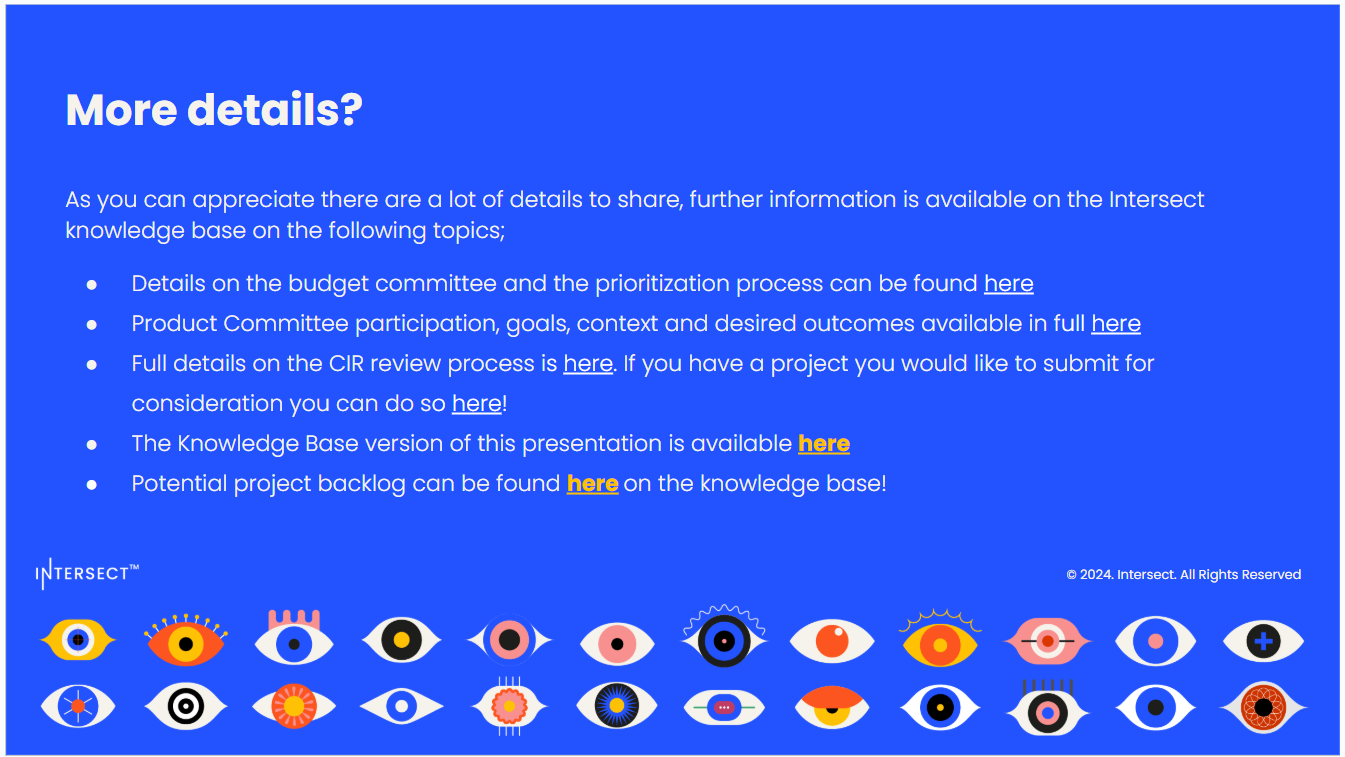 More details?
As you can appreciate there are a lot of details to share, further information is available on the Intersect
knowledge base on the following topics;
● Details on the budget committee and the prioritization process can be found here
● Product Committee participation, goals, context and desired outcomes available in full here
● Full details on the CIR review process is here. If you have a project you would like to submit for
consideration you can do so here!
● The Knowledge Base version of this presentation is available here
● Potential project backlog can be found here on the knowledge base!
INTERSECT™
© 2024. Intersect. All Rights Reserved